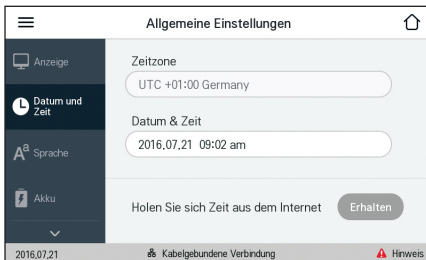 Allgemeine Einstellungen
Anzeige
Datum und
Zeit
Aa Sprache
Akku
Zeitzone
UTC +01:00 Germany
Datum & Zeit
2016.07.21 09:02 am
Holen Sie sich Zeit aus dem Internet
Erhalten
2016.07.21
Kabelgebundene Verbindung
Hinweis